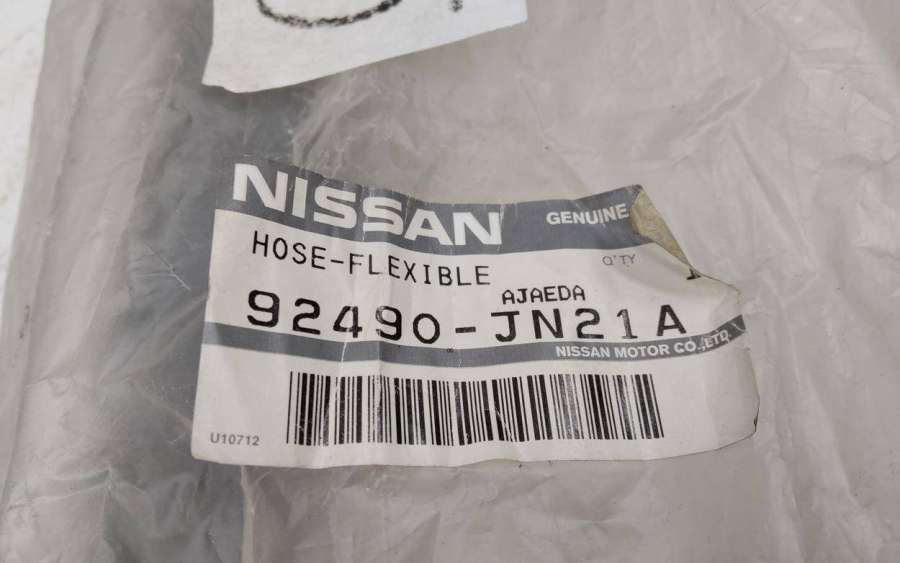 NISSAN GENUINE
HOSE-FLEXIBLE Q'TY
AJAEDA
92490-JN21A
NISSAN MOTOR CO.,LTD.
U10712